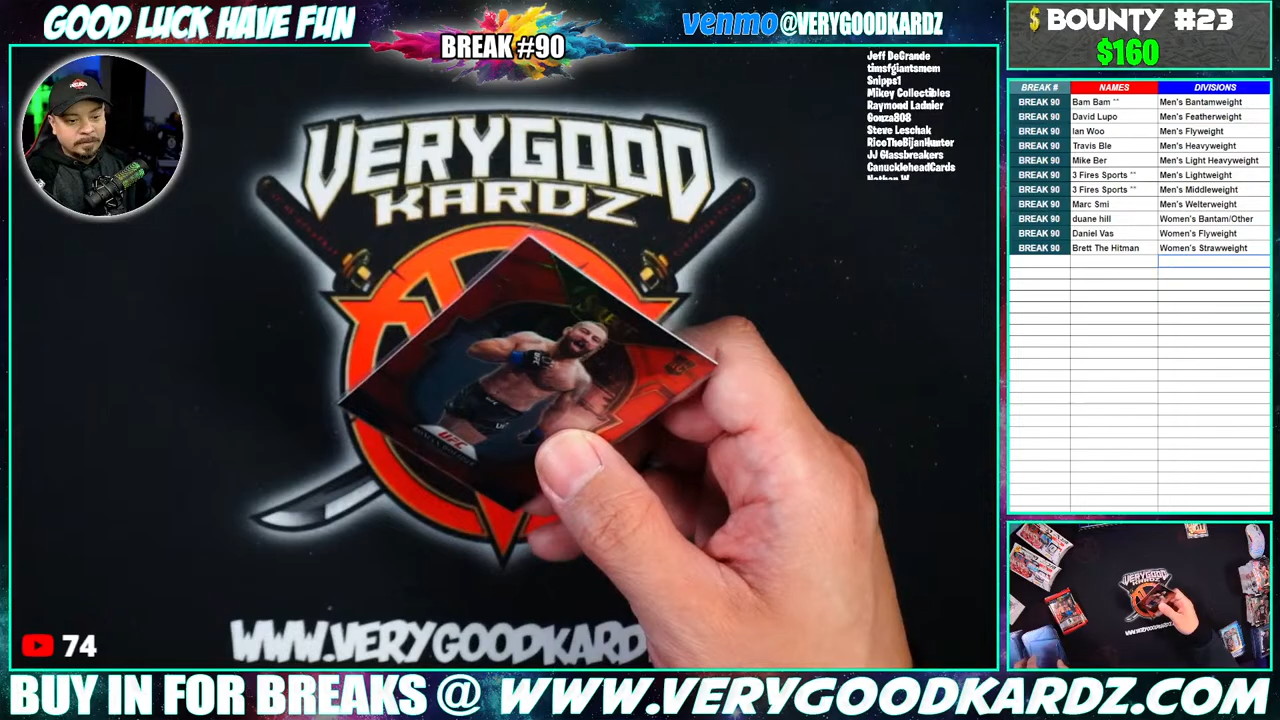 GOOD LUCK HAVE FUN
BREAK #90
venmo @VERYGOODKARDZ
$ BOUNTY #23
$160
Jeff DeGrande
timsfgiantsmem
Snipps1
Mikey Collectibles
Raymond Ladnier
Gonza808
Steve Leschak
RicoTheBijanHunter
JJ Glassbreakers
CanuckleheadCards
Nathan W
VERYGOOD
KARDZ
UFC
WWW.VERYGOODKARD
74
BREAK # NAMES DIVISIONS
BREAK 90 Bam Bam ** Men's Bantamweight
BREAK 90 David Lupo Men's Featherweight
BREAK 90 Ian Woo Men's Flyweight
BREAK 90 Travis Ble Men's Heavyweight
BREAK 90 Mike Ber Men's Light Heavyweight
BREAK 90 3 Fires Sports ** Men's Lightweight
BREAK 90 3 Fires Sports ** Men's Middleweight
BREAK 90 Marc Smi Men's Welterweight
BREAK 90 duane hill Women's Bantam/Other
BREAK 90 Daniel Vas Women's Flyweight
BREAK 90 Brett The Hitman Women's Strawweight
VERYGOOD
KARDZ
BUY IN FOR BREAKS @ WWW.VERYGOODKARDZ.COM